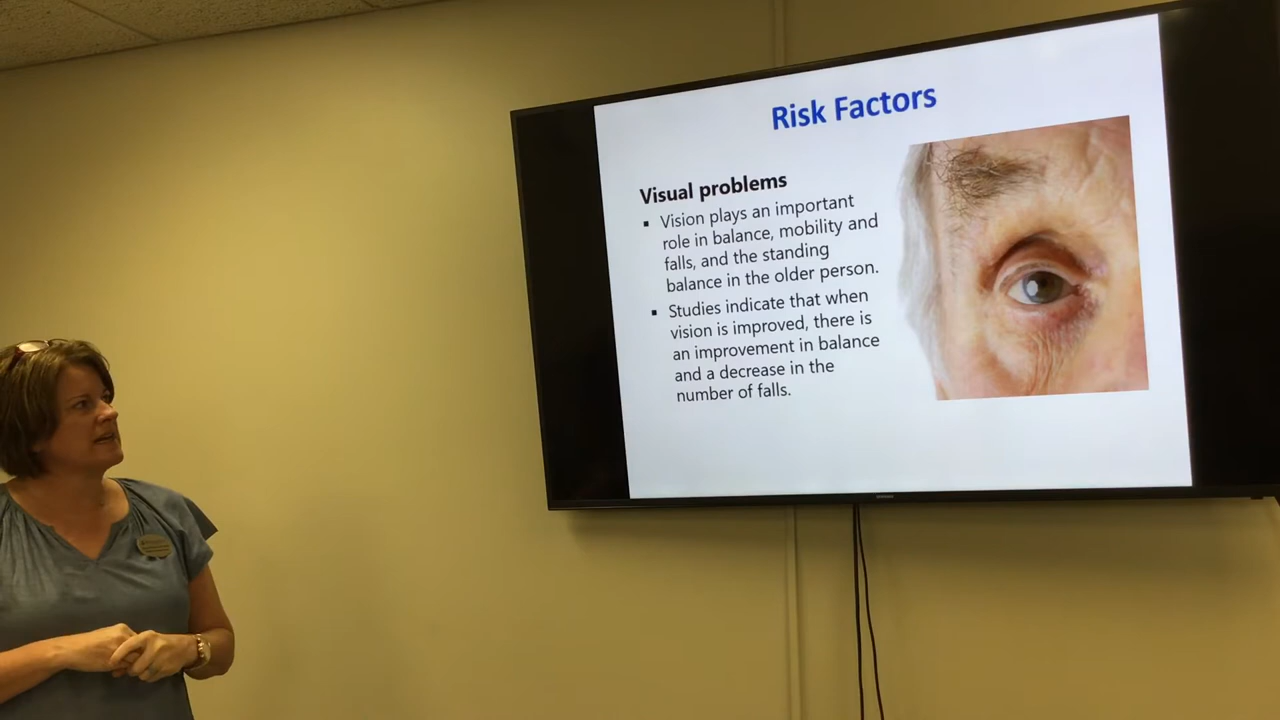 Risk Factors
Visual problems
▪ Vision plays an important
role in balance, mobility and
falls, and the standing
balance in the older person.
▪ Studies indicate that when
vision is improved, there is
an improvement in balance
and a decrease in the
number of falls.